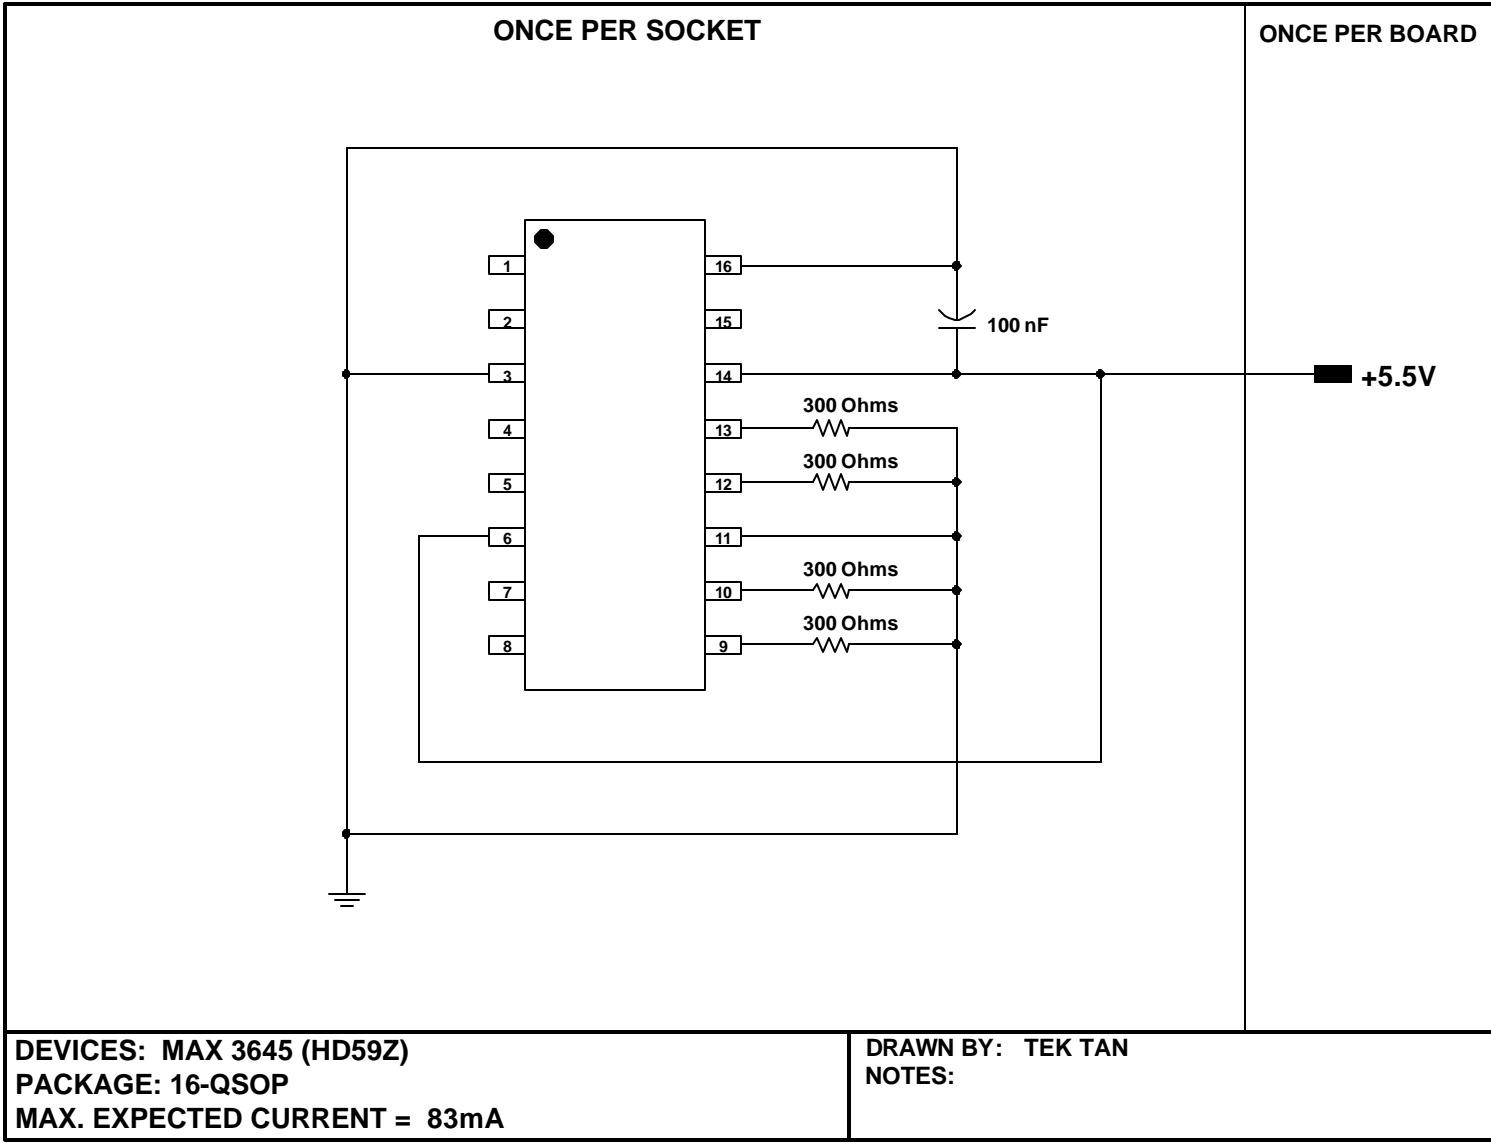 ONCE PER SOCKET
ONCE PER BOARD
1
16
2
15
100 nF
3
14
+5.5V
300 Ohms
4
13
300 Ohms
5
12
6
11
300 Ohms
7
10
300 Ohms
8
9
DEVICES: MAX 3645 (HD59Z)
PACKAGE: 16-QSOP
MAX. EXPECTED CURRENT = 83mA
DRAWN BY: TEK TAN
NOTES: